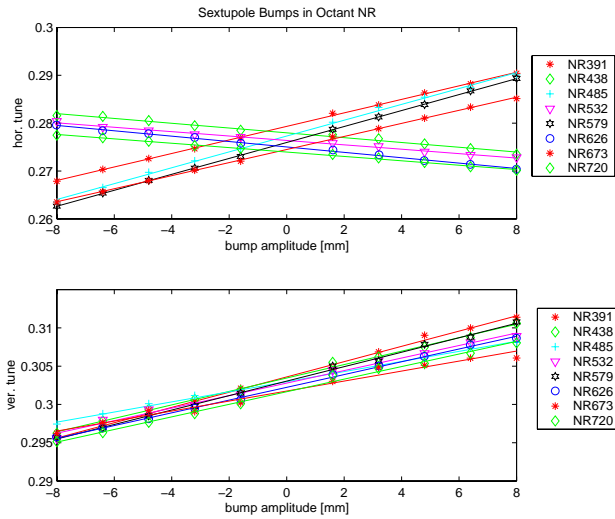 Sextupole Bumps in Octant NR
0.3
0.29
0.28
0.27
0.26
hor. tune
−8
−6
−4
−2
0
2
4
6
8
bump amplitude [mm]
NR391
NR438
NR485
NR532
NR579
NR626
NR673
NR720
0.31
0.305
0.3
0.295
0.29
ver. tune
−8
−6
−4
−2
0
2
4
6
8
bump amplitude [mm]
NR391
NR438
NR485
NR532
NR579
NR626
NR673
NR720